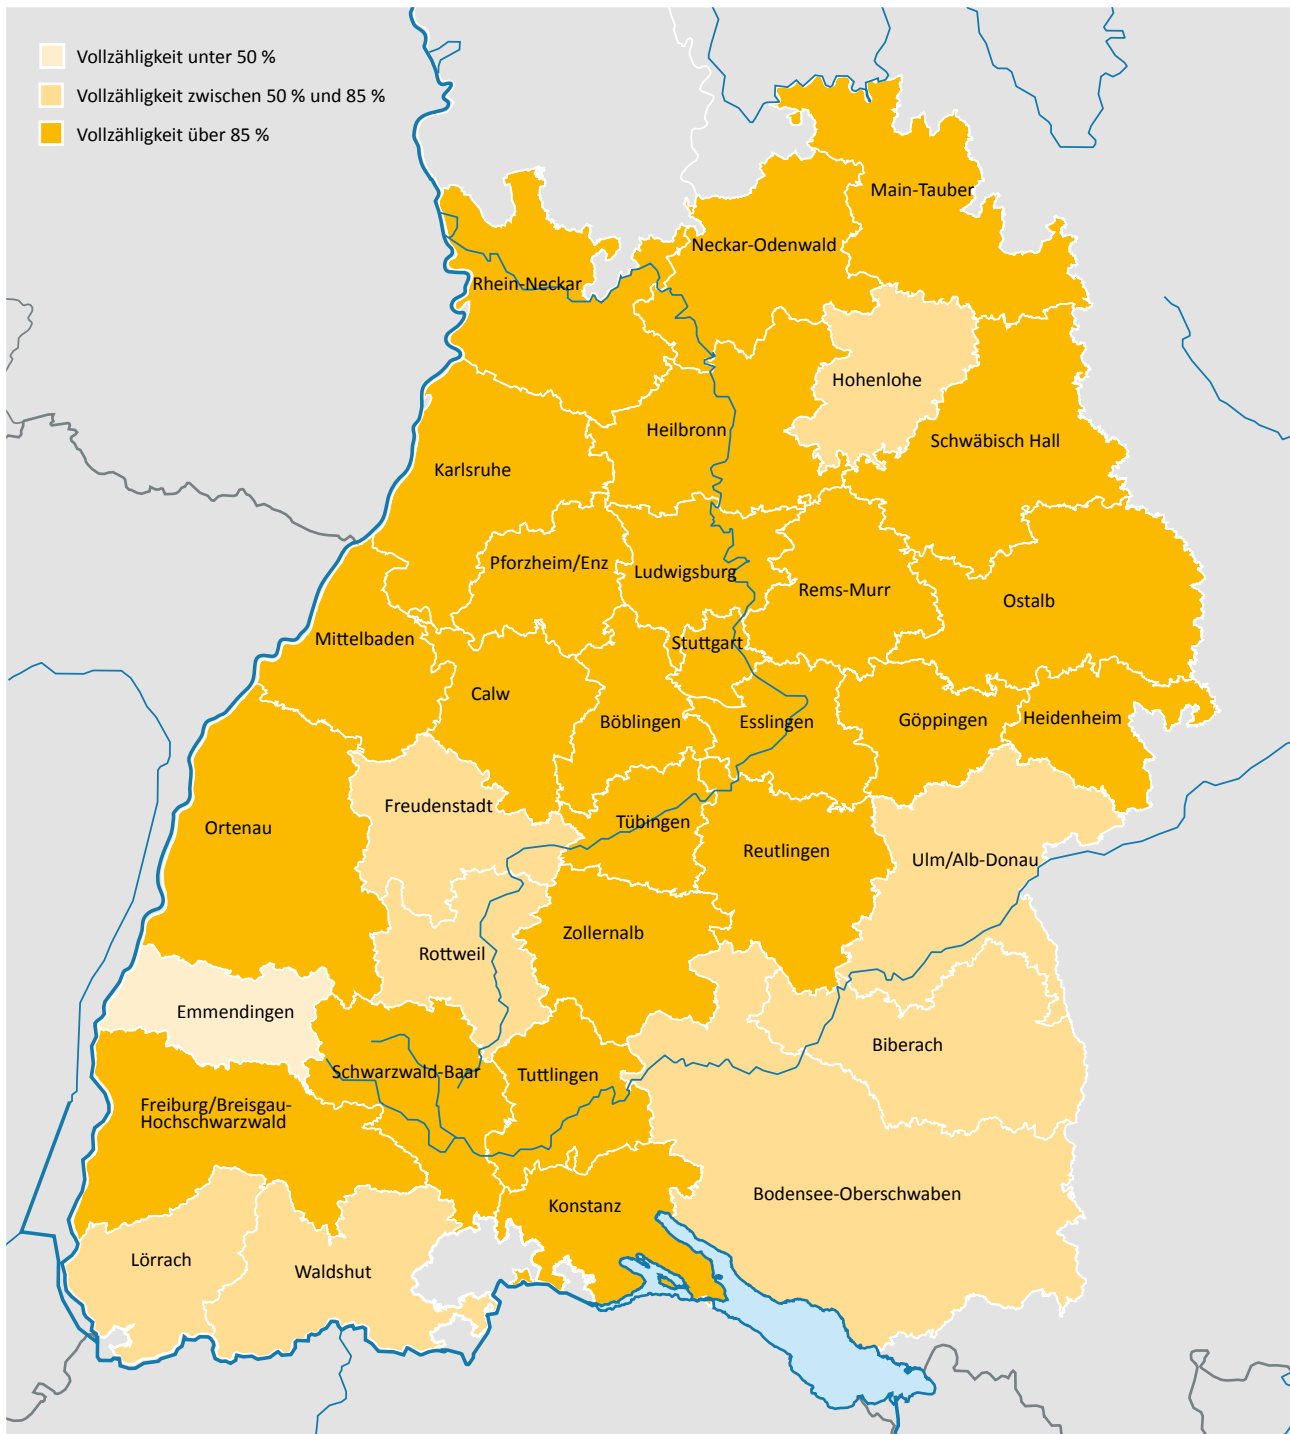 Vollzähligkeit unter 50 %
Vollzähligkeit zwischen 50 % und 85 %
Vollzähligkeit über 85 %
Main-Tauber
Neckar-Odenwald
Rhein-Neckar
Hohenlohe
Heilbronn
Schwäbisch Hall
Karlsruhe
Pforzheim/Enz
Ludwigsburg
Rems-Murr
Ostalb
Mittelbaden
Stuttgart
Calw
Böblingen
Esslingen
Göppingen
Heidenheim
Freudenstadt
Ortenau
Tübingen
Reutlingen
Ulm/Alb-Donau
Zollernalb
Rottweil
Emmendingen
Biberach
Schwarzwald-Baar
Tuttlingen
Freiburg/Breisgau-
Hochschwarzwald
Bodensee-Oberschwaben
Konstanz
Lörrach
Waldshut